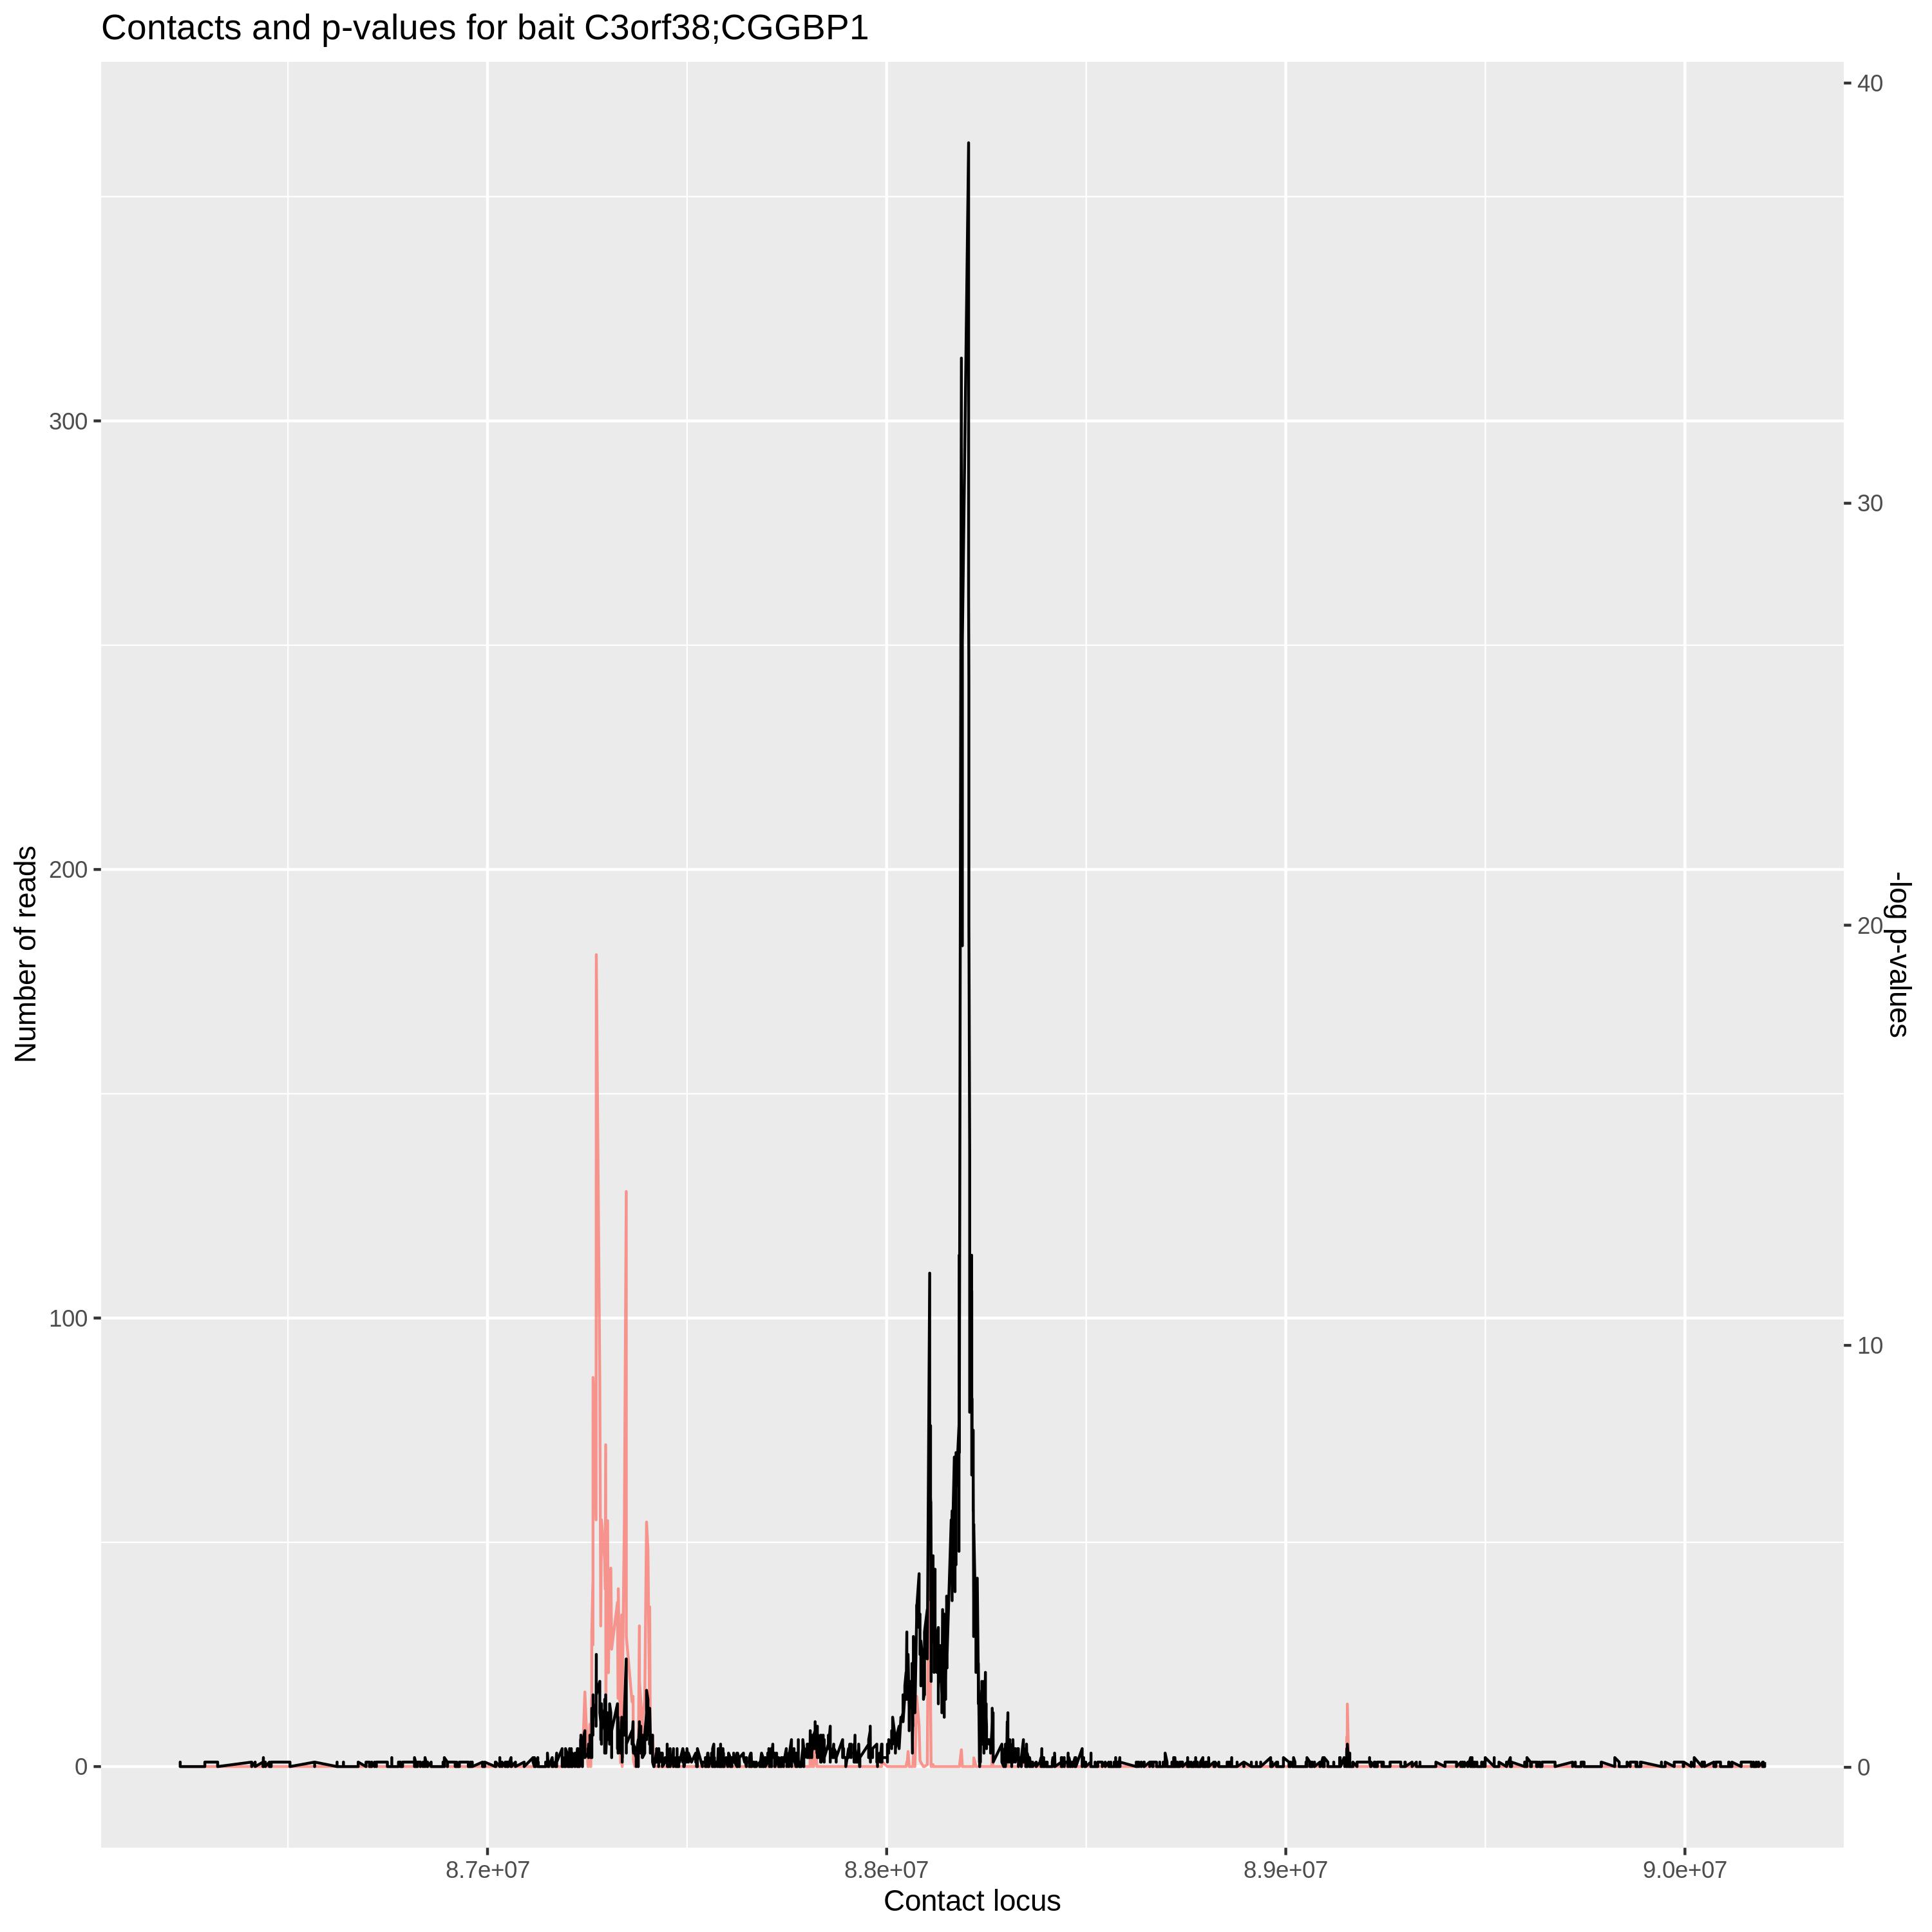 Contacts and p-values for bait C3orf38;CGGBP1
40
30
20
10
0
300
200
100
0
Number of reads
-log p-values
8.7e+07
8.8e+07
8.9e+07
9.0e+07
Contact locus